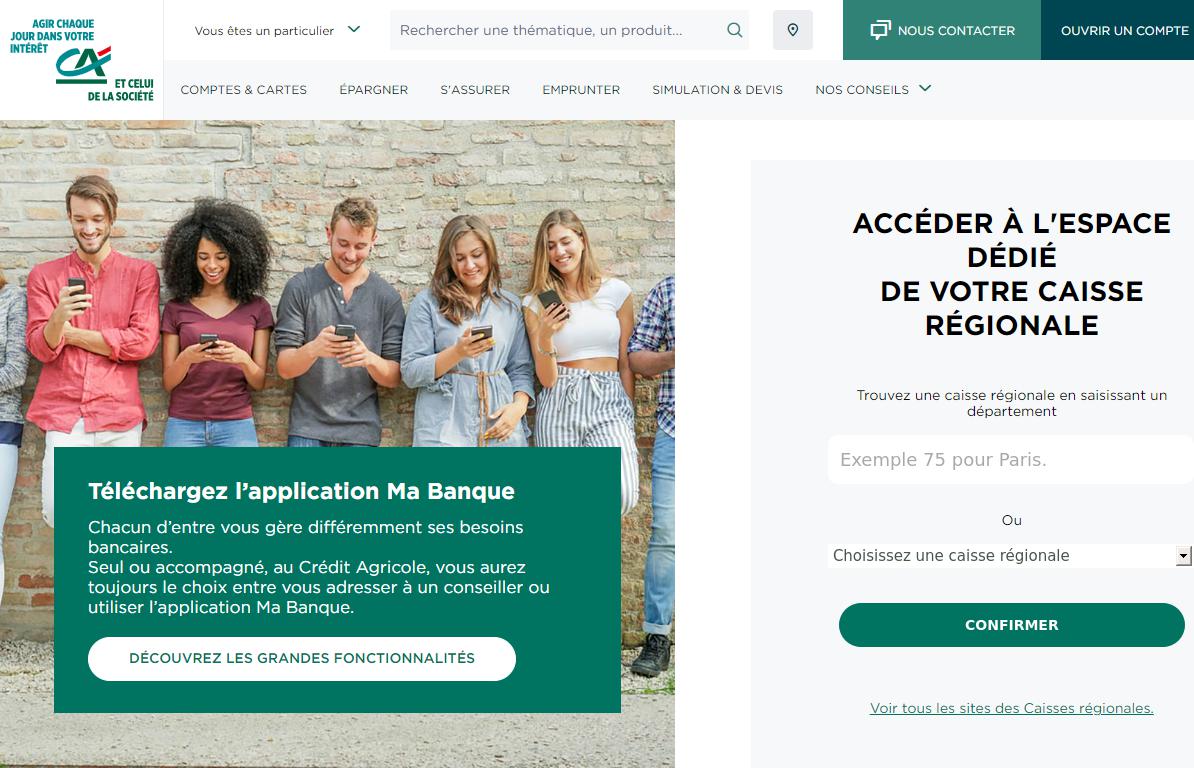 AGIR CHAQUE
JOUR DANS VOTRE
INTÉRÊT
CA
ET CELUI
DE LA SOCIÉTÉ
Vous êtes un particulier
Rechercher une thématique, un produit...
NOUS CONTACTER
OUVRIR UN COMPTE
COMPTES & CARTES
ÉPARGNER
S'ASSURER
EMPRUNTER
SIMULATION & DEVIS
NOS CONSEILS
Téléchargez l’application Ma Banque
Chacun d’entre vous gère différemment ses besoins
bancaires.
Seul ou accompagné, au Crédit Agricole, vous aurez
toujours le choix entre vous adresser à un conseiller ou
utiliser l’application Ma Banque.
DÉCOUVREZ LES GRANDES FONCTIONNALITÉS
ACCÉDER À L'ESPACE
DÉDIÉ
DE VOTRE CAISSE
RÉGIONALE
Trouvez une caisse régionale en saisissant un
département
Exemple 75 pour Paris.
Ou
Choisissez une caisse régionale
CONFIRMER
Voir tous les sites des Caisses régionales.